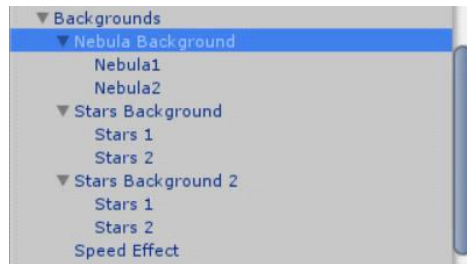 Backgrounds
Nebula Background
Nebula1
Nebula2
Stars Background
Stars 1
Stars 2
Stars Background 2
Stars 1
Stars 2
Speed Effect